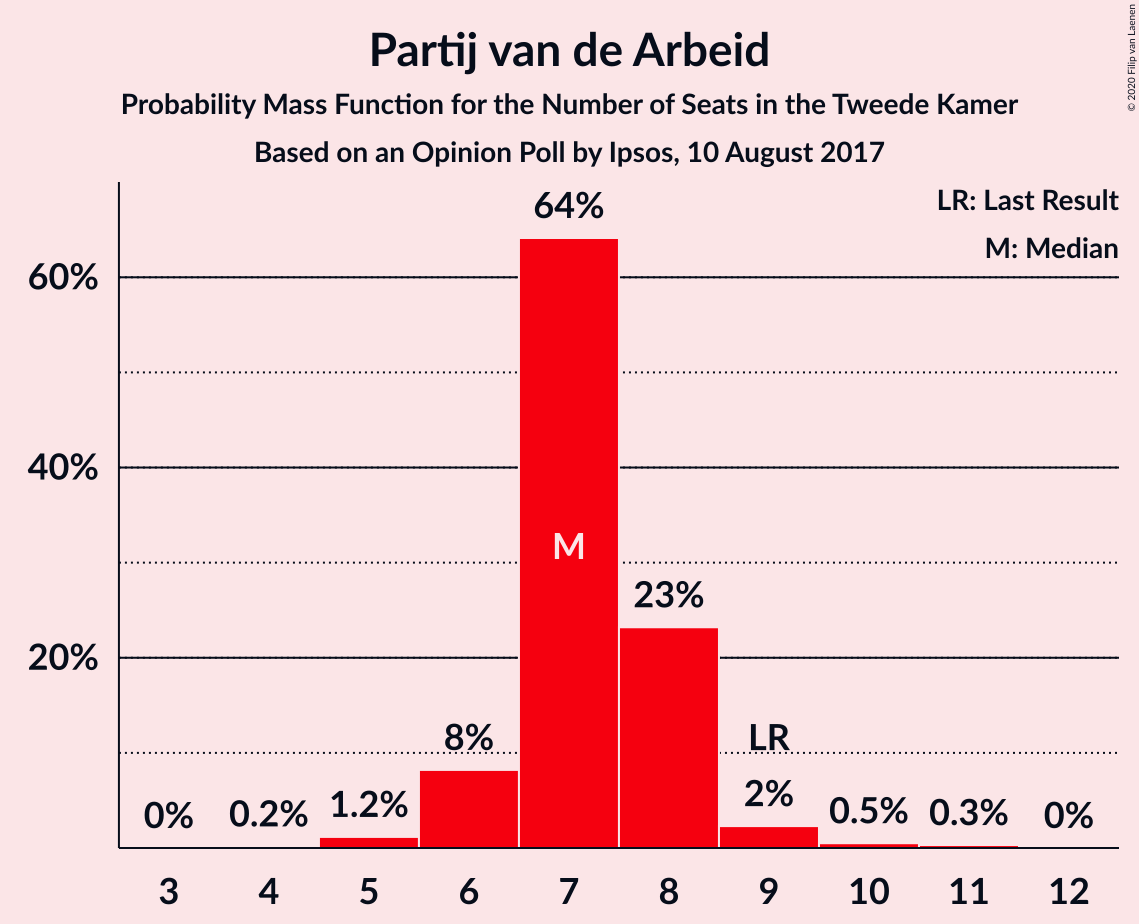 Partij van de Arbeid
Probability Mass Function for the Number of Seats in the Tweede Kamer
Based on an Opinion Poll by Ipsos, 10 August 2017
© 2020 Filip van Laenen
LR: Last Result
M: Median
64%
60%
40%
M
23%
20%
8%
LR
0%
0.2%
1.2%
2%
0.5%
0.3%
0%
3 4 5 6 7 8 9 10 11 12